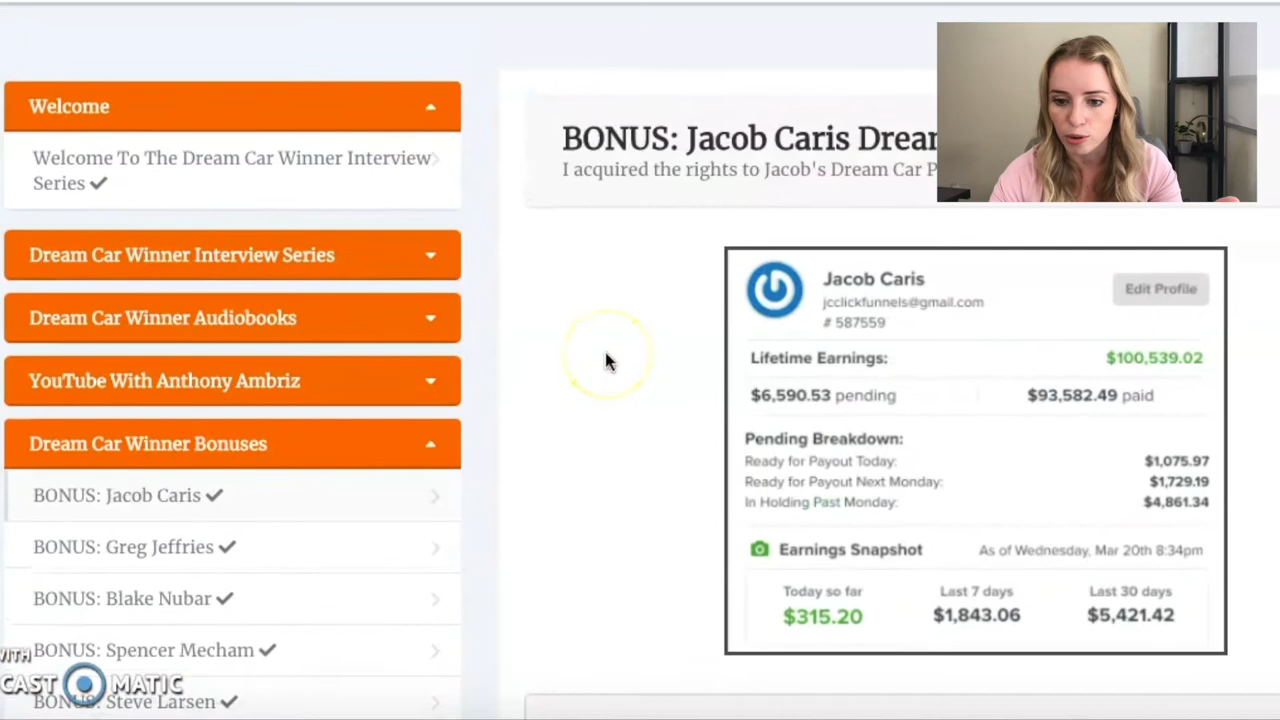 Welcome
Welcome To The Dream Car Winner Interview
Series
Dream Car Winner Interview Series
Dream Car Winner Audiobooks
YouTube With Anthony Ambriz
Dream Car Winner Bonuses
BONUS: Jacob Caris
BONUS: Greg Jeffries
BONUS: Blake Nubar
BONUS: Spencer Mecham
BONUS: Steve Larsen
WITH
CAST MATIC
BONUS: Jacob Caris Drear
I acquired the rights to Jacob's Dream Car P
Jacob Caris
jcclickfunnels@gmail.com
# 587559
Edit Profile
Lifetime Earnings: $100,539.02
$6,590.53 pending $93,582.49 paid
Pending Breakdown:
Ready for Payout Today: $1,075.97
Ready for Payout Next Monday: $1,729.19
In Holding Past Monday: $4,861.34
Earnings Snapshot As of Wednesday, Mar 20th 8:34pm
Today so far Last 7 days Last 30 days
$315.20 $1,843.06 $5,421.42